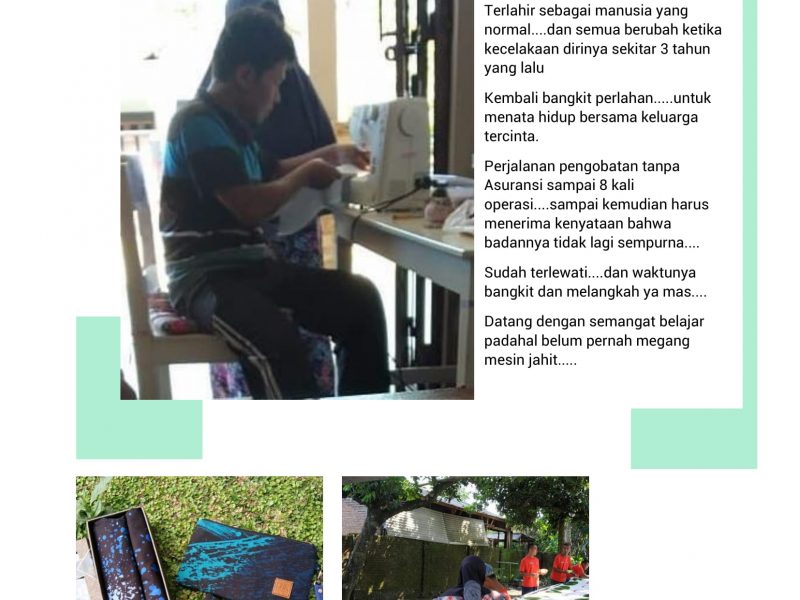 Terlahir sebagai manusia yang
normal....dan semua berubah ketika
kecelakaan dirinya sekitar 3 tahun
yang lalu
Kembali bangkit perlahan.....untuk
menata hidup bersama keluarga
tercinta.
Perjalanan pengobatan tanpa
Asuransi sampai 8 kali
operasi....sampai kemudian harus
menerima kenyataan bahwa
badannya tidak lagi sempurna....
Sudah terlewati....dan waktunya
bangkit dan melangkah ya mas....
Datang dengan semangat belajar
padahal belum pernah megang
mesin jahit.....